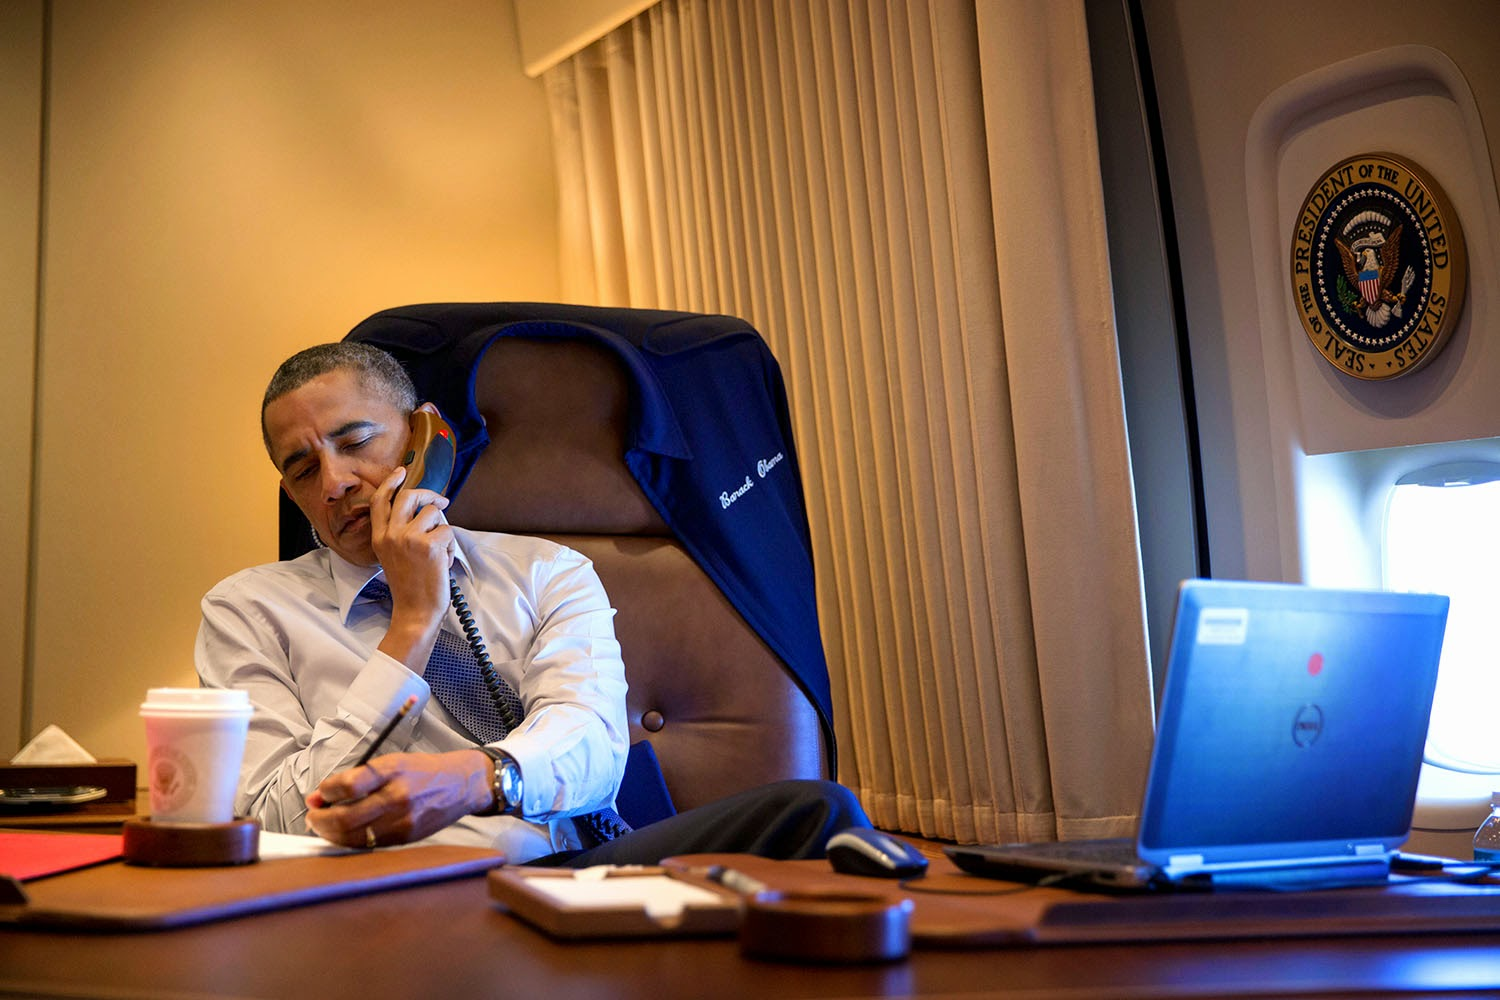 Barack Obama
SEAL OF THE PRESIDENT OF THE UNITED STATES
DELL